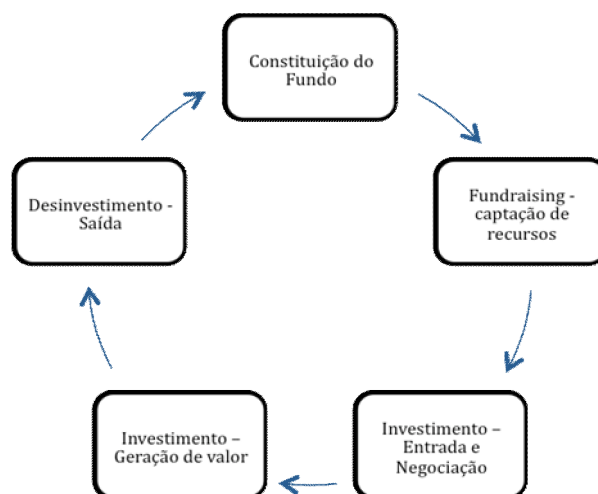 Constituição do
Fundo
Fundraising -
captação de
recursos
Investimento –
Entrada e
Negociação
Investimento –
Geração de valor
Desinvestimento -
Saída